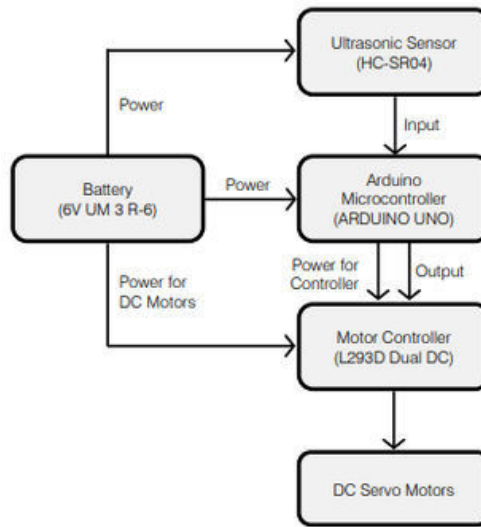 Ultrasonic Sensor
(HC-SR04)
Power
Input
Battery
(6V UM 3 R-6)
Power
Arduino
Microcontroller
(ARDUINO UNO)
Power for
DC Motors
Power for
Controller
Output
Motor Controller
(L293D Dual DC)
DC Servo Motors